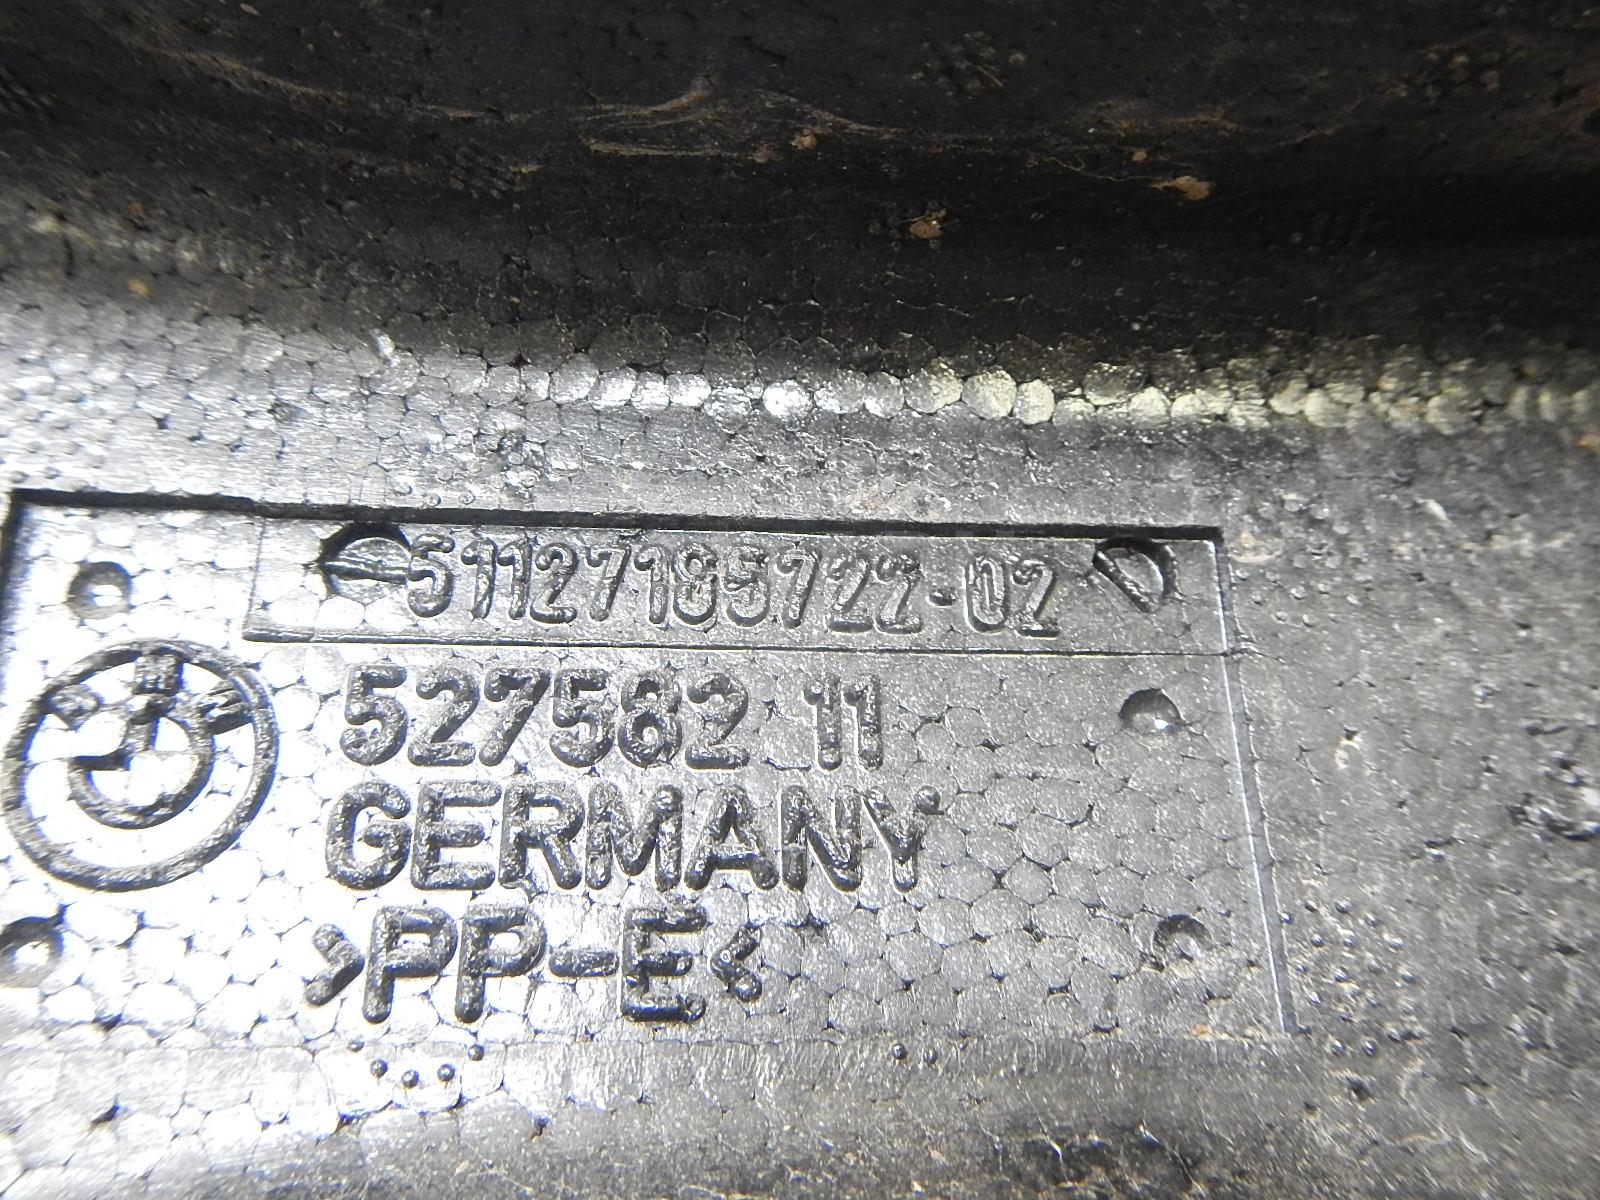 51127185722-02
BMW
527582 11
GERMANY
>PP-E<